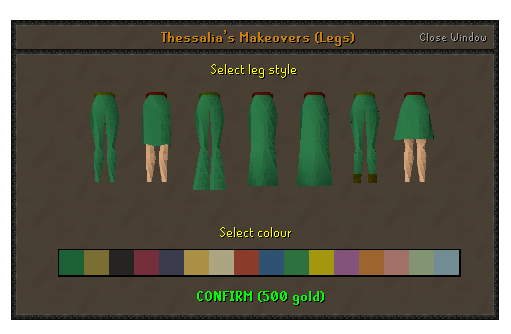 Thessalia's Makeovers (Legs)
Close Window
Select leg style
Select colour
CONFIRM (500 gold)